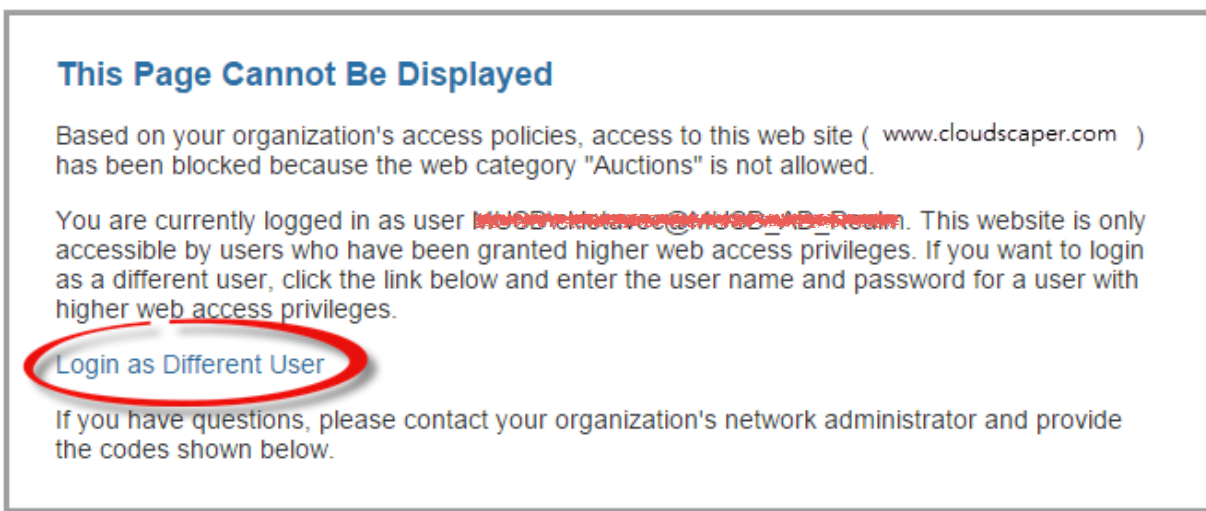 This Page Cannot Be Displayed
Based on your organization's access policies, access to this web site ( www.cloudscaper.com )
has been blocked because the web category "Auctions" is not allowed.
You are currently logged in as user . This website is only
accessible by users who have been granted higher web access privileges. If you want to login
as a different user, click the link below and enter the user name and password for a user with
higher web access privileges.
Login as Different User
If you have questions, please contact your organization's network administrator and provide
the codes shown below.